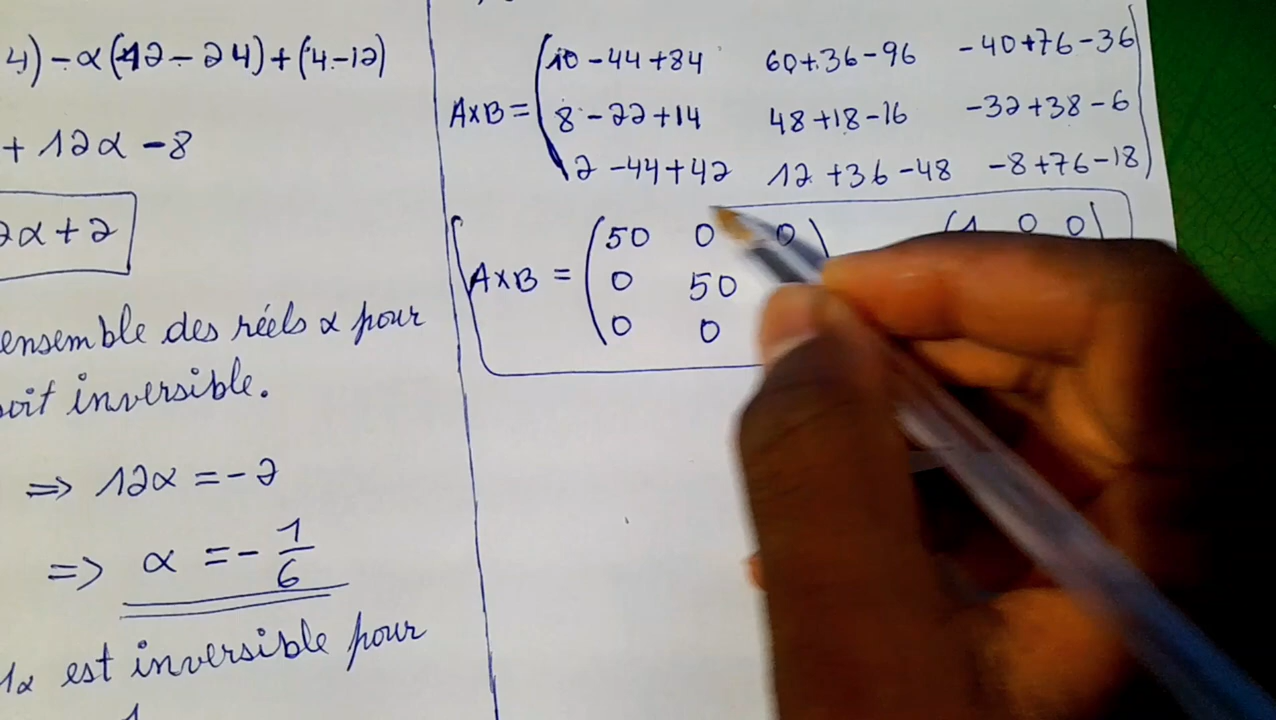 4) - α(12 - 24) + (4 - 12)
+ 12α - 8
2α + 2
ensemble des réels α pour
soit inversible.
⇒ 12α = - 2
⇒ α = - 1/6
est inversible pour
10 - 44 + 84 60 + 36 - 96 - 40 + 76 - 36
A×B = 8 - 22 + 14 48 + 18 - 16 - 32 + 38 - 6
2 - 44 + 42 12 + 36 - 48 - 8 + 76 - 18
50 0 0 1 0 0
A×B = 0 50
0 0